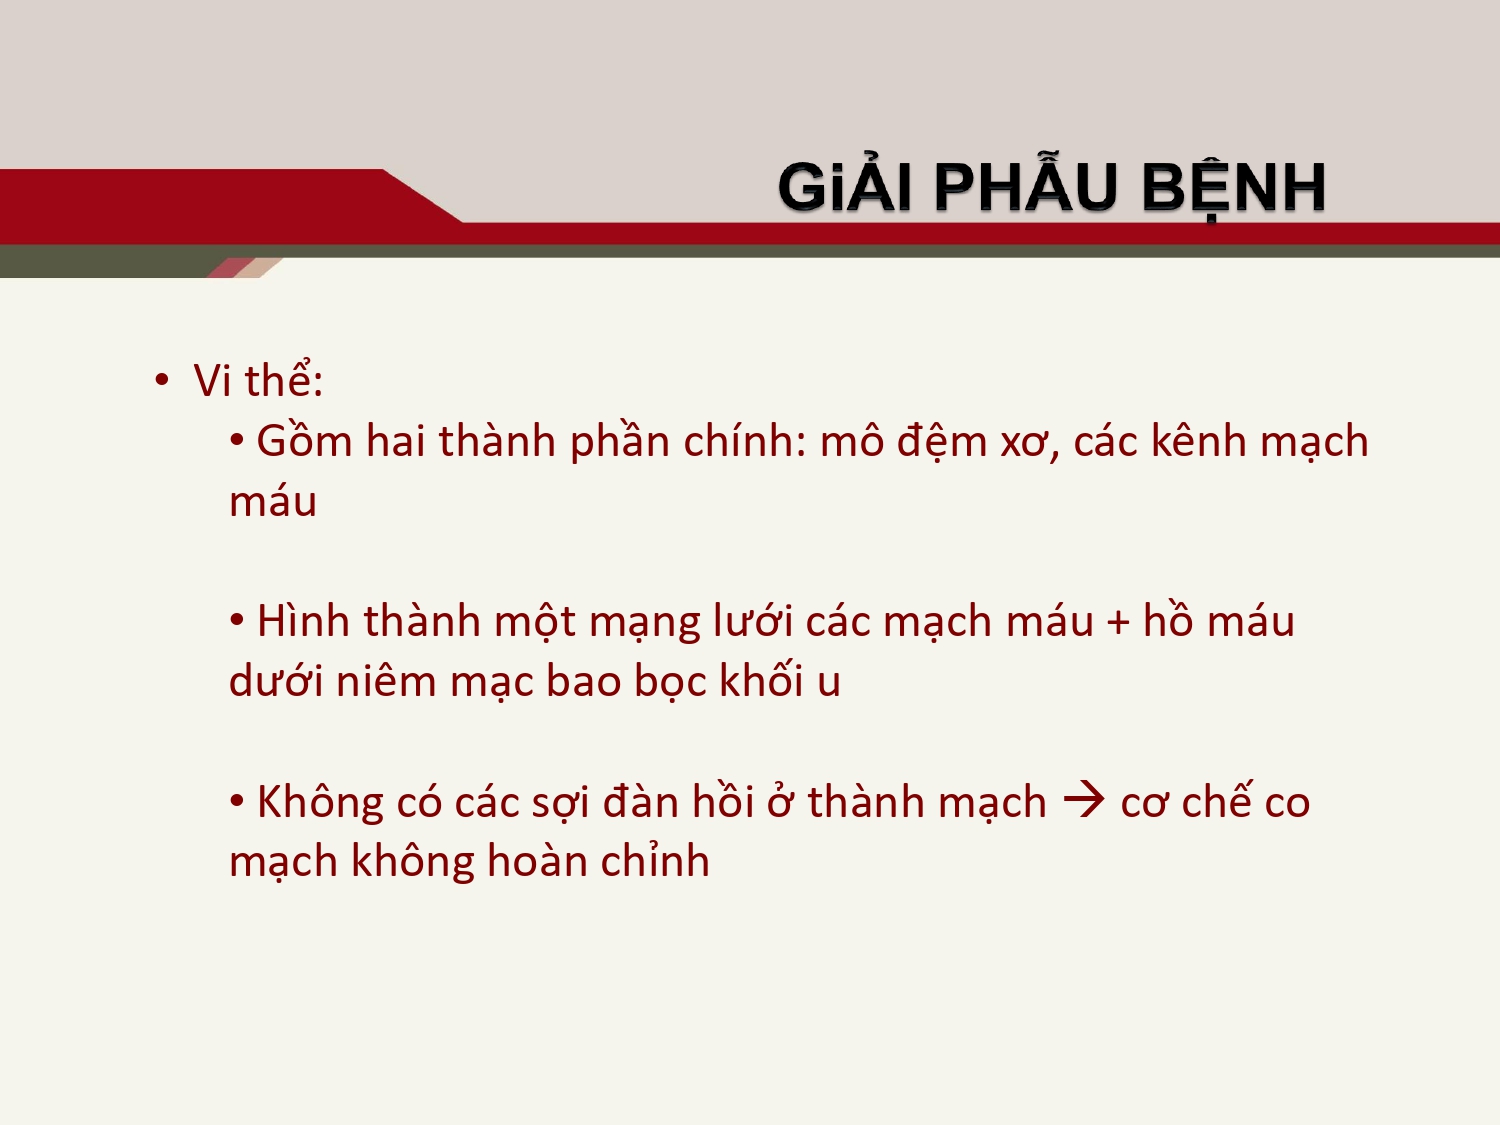 GiẢI PHẪU BỆNH
• Vi thể:
• Gồm hai thành phần chính: mô đệm xơ, các kênh mạch
máu
• Hình thành một mạng lưới các mạch máu + hồ máu
dưới niêm mạc bao bọc khối u
• Không có các sợi đàn hồi ở thành mạch → cơ chế co
mạch không hoàn chỉnh